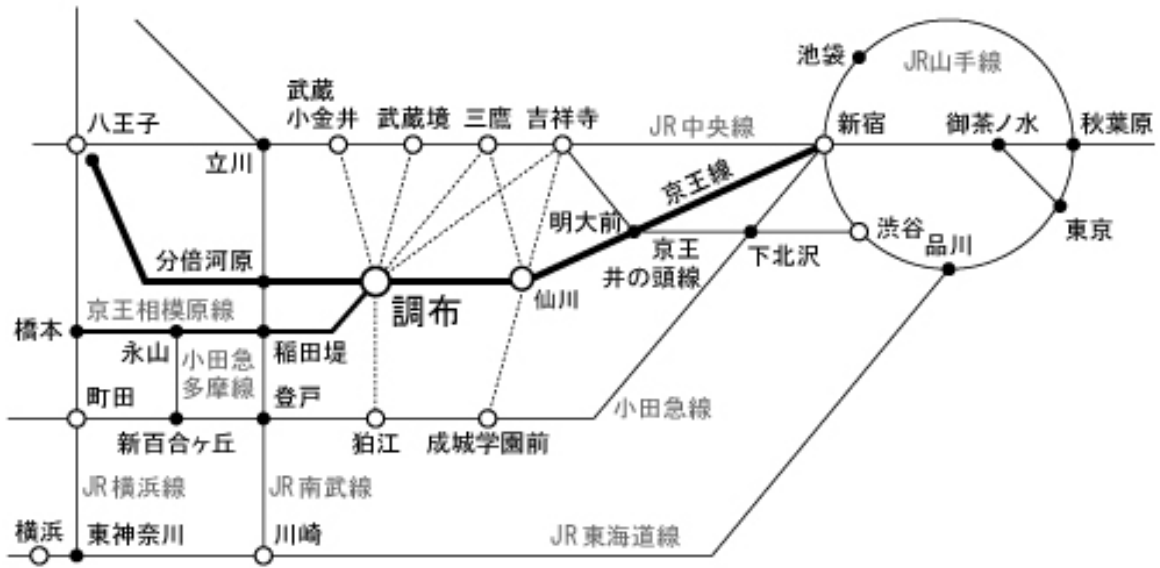 池袋
JR山手線
武蔵
小金井
武蔵境
三鷹
吉祥寺
JR中央線
新宿
御茶ノ水
秋葉原
八王子
立川
京王線
明大前
京王
井の頭線
下北沢
渋谷
品川
東京
分倍河原
調布
仙川
京王相模原線
橋本
永山
小田急
多摩線
稲田堤
町田
登戸
小田急線
新百合ヶ丘
狛江
成城学園前
JR横浜線
JR南武線
横浜
東神奈川
川崎
JR東海道線